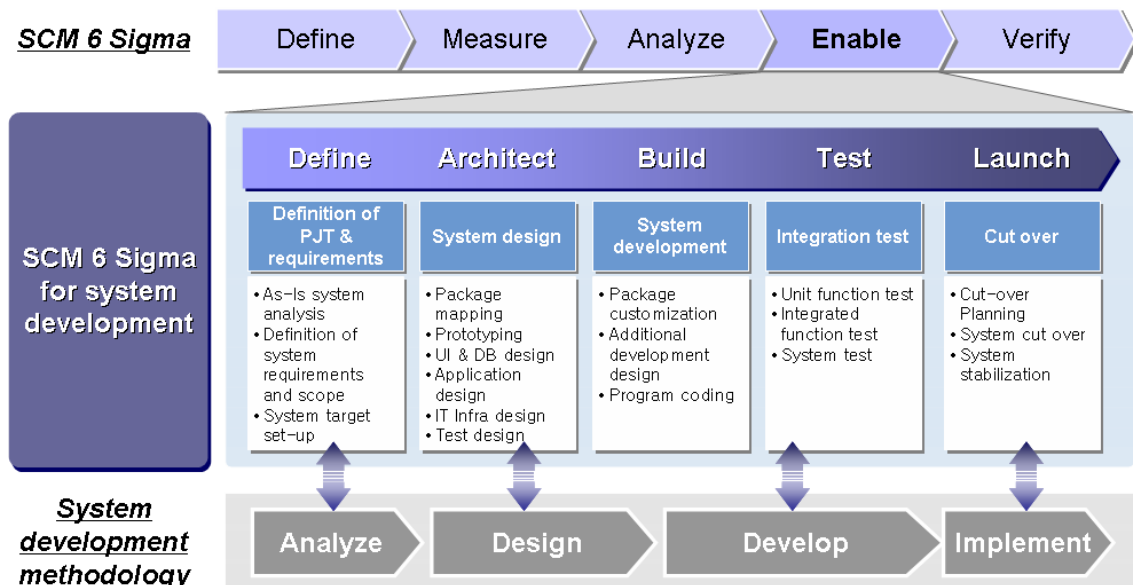 SCM 6 Sigma
Define
Measure
Analyze
Enable
Verify
SCM 6 Sigma
for system
development
Define
Architect
Build
Test
Launch
Definition of
PJT &
requirements
• As-Is system
analysis
• Definition of
system
requirements
and scope
• System target
set-up
System design
• Package
mapping
• Prototyping
• UI & DB design
• Application
design
• IT Infra design
• Test design
System
development
• Package
customization
• Additional
development
design
• Program coding
Integration test
• Unit function test
• Integrated
function test
• System test
Cut over
• Cut-over
Planning
• System cut over
• System
stabilization
System
development
methodology
Analyze
Design
Develop
Implement